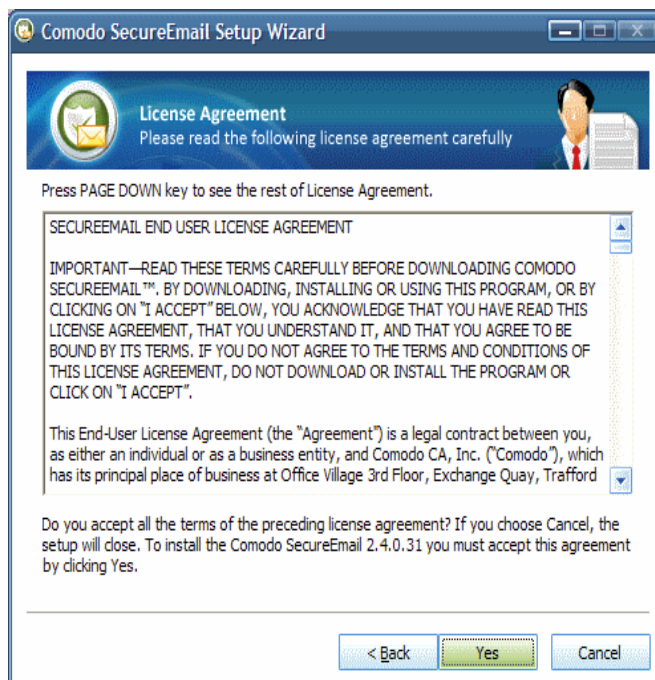 Comodo SecureEmail Setup Wizard
License Agreement
Please read the following license agreement carefully
Press PAGE DOWN key to see the rest of License Agreement.
SECUREEMAIL END USER LICENSE AGREEMENT
IMPORTANT—READ THESE TERMS CAREFULLY BEFORE DOWNLOADING COMODO
SECUREEMAIL™. BY DOWNLOADING, INSTALLING OR USING THIS PROGRAM, OR BY
CLICKING ON "I ACCEPT" BELOW, YOU ACKNOWLEDGE THAT YOU HAVE READ THIS
LICENSE AGREEMENT, THAT YOU UNDERSTAND IT, AND THAT YOU AGREE TO BE
BOUND BY ITS TERMS. IF YOU DO NOT AGREE TO THE TERMS AND CONDITIONS OF
THIS LICENSE AGREEMENT, DO NOT DOWNLOAD OR INSTALL THE PROGRAM OR
CLICK ON "I ACCEPT".
This End-User License Agreement (the "Agreement") is a legal contract between you,
as either an individual or as a business entity, and Comodo CA, Inc. ("Comodo"), which
has its principal place of business at Office Village 3rd Floor, Exchange Quay, Trafford
Do you accept all the terms of the preceding license agreement? If you choose Cancel, the
setup will close. To install the Comodo SecureEmail 2.4.0.31 you must accept this agreement
by clicking Yes.
< Back
Yes
Cancel